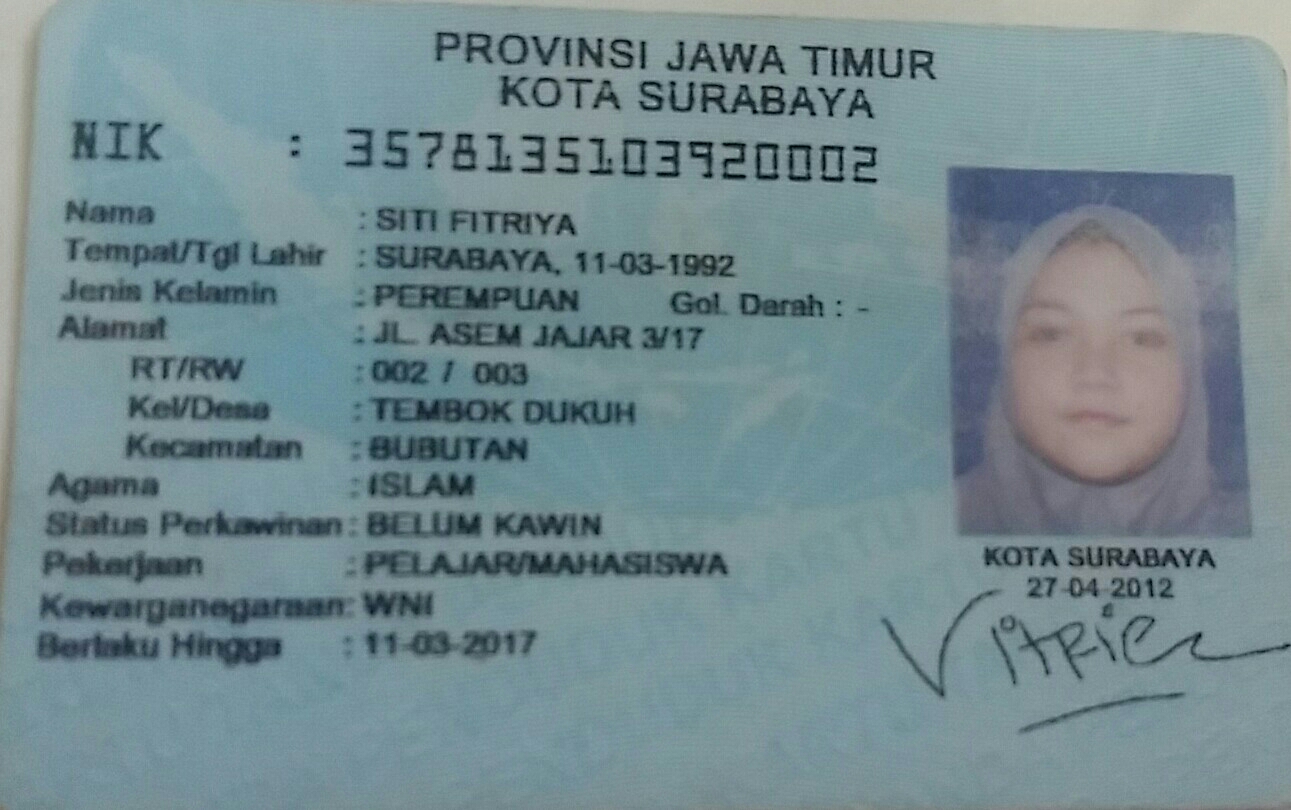 PROVINSI JAWA TIMUR
KOTA SURABAYA
NIK : 3578135103920002
Nama : SITI FITRIYA
Tempat/Tgl Lahir : SURABAYA, 11-03-1992
Jenis Kelamin : PEREMPUAN Gol. Darah : -
Alamat : JL. ASEM JAJAR 3/17
RT/RW : 002 / 003
Kel/Desa : TEMBOK DUKUH
Kecamatan : BUBUTAN
Agama : ISLAM
Status Perkawinan : BELUM KAWIN
Pekerjaan : PELAJAR/MAHASISWA
Kewarganegaraan : WNI
Berlaku Hingga : 11-03-2017
KOTA SURABAYA
27-04-2012